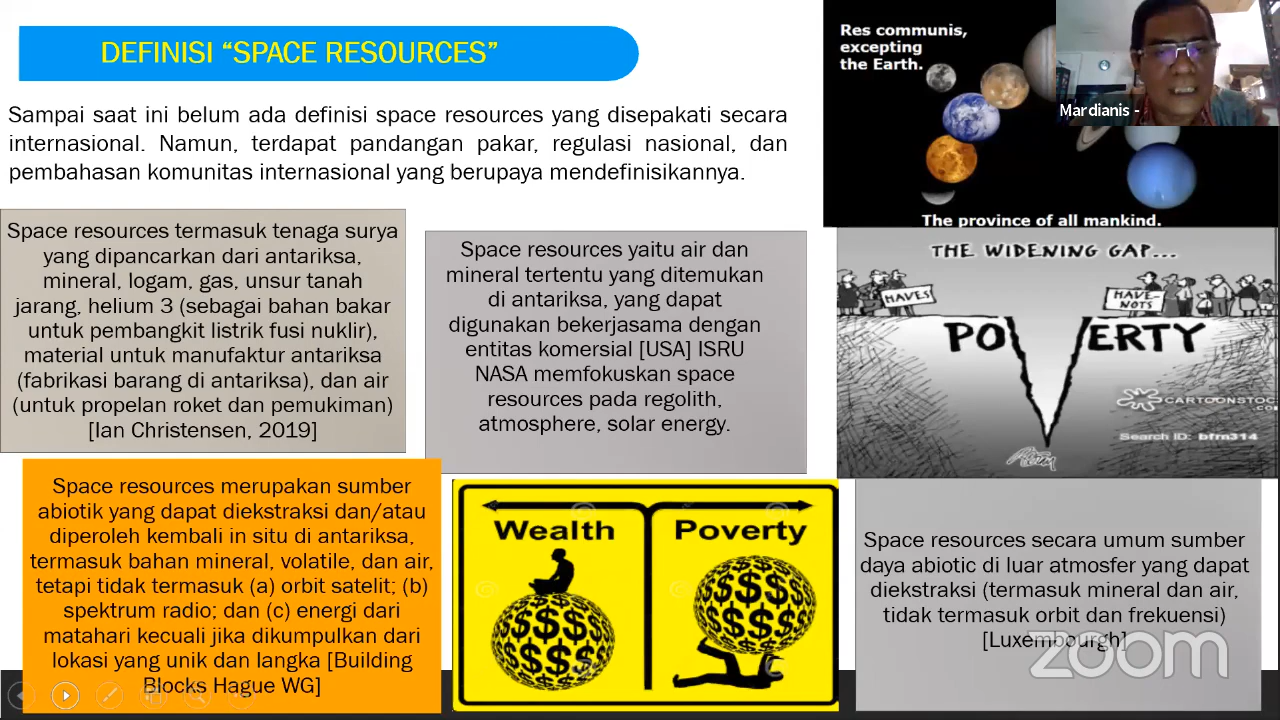 DEFINISI “SPACE RESOURCES”
Sampai saat ini belum ada definisi space resources yang disepakati secara
internasional. Namun, terdapat pandangan pakar, regulasi nasional, dan
pembahasan komunitas internasional yang berupaya mendefinisikannya.
Res communis,
excepting
the Earth.
The province of all mankind.
Mardianis -
Space resources termasuk tenaga surya
yang dipancarkan dari antariksa,
mineral, logam, gas, unsur tanah
jarang, helium 3 (sebagai bahan bakar
untuk pembangkit listrik fusi nuklir),
material untuk manufaktur antariksa
(fabrikasi barang di antariksa), dan air
(untuk propelan roket dan pemukiman)
[Ian Christensen, 2019]
Space resources yaitu air dan
mineral tertentu yang ditemukan
di antariksa, yang dapat
digunakan bekerjasama dengan
entitas komersial [USA] ISRU
NASA memfokuskan space
resources pada regolith,
atmosphere, solar energy.
THE WIDENING GAP...
HAVES
HAVE-
NOTS
POVERTY
CARTOONSTOC
.co
Search ID: bfrn314
Space resources merupakan sumber
abiotik yang dapat diekstraksi dan/atau
diperoleh kembali in situ di antariksa,
termasuk bahan mineral, volatile, dan air,
tetapi tidak termasuk (a) orbit satelit; (b)
spektrum radio; dan (c) energi dari
matahari kecuali jika dikumpulkan dari
lokasi yang unik dan langka [Building
Blocks Hague WG]
Wealth
Poverty
Space resources secara umum sumber
daya abiotic di luar atmosfer yang dapat
diekstraksi (termasuk mineral dan air,
tidak termasuk orbit dan frekuensi)
[Luxembourgh]
zoom